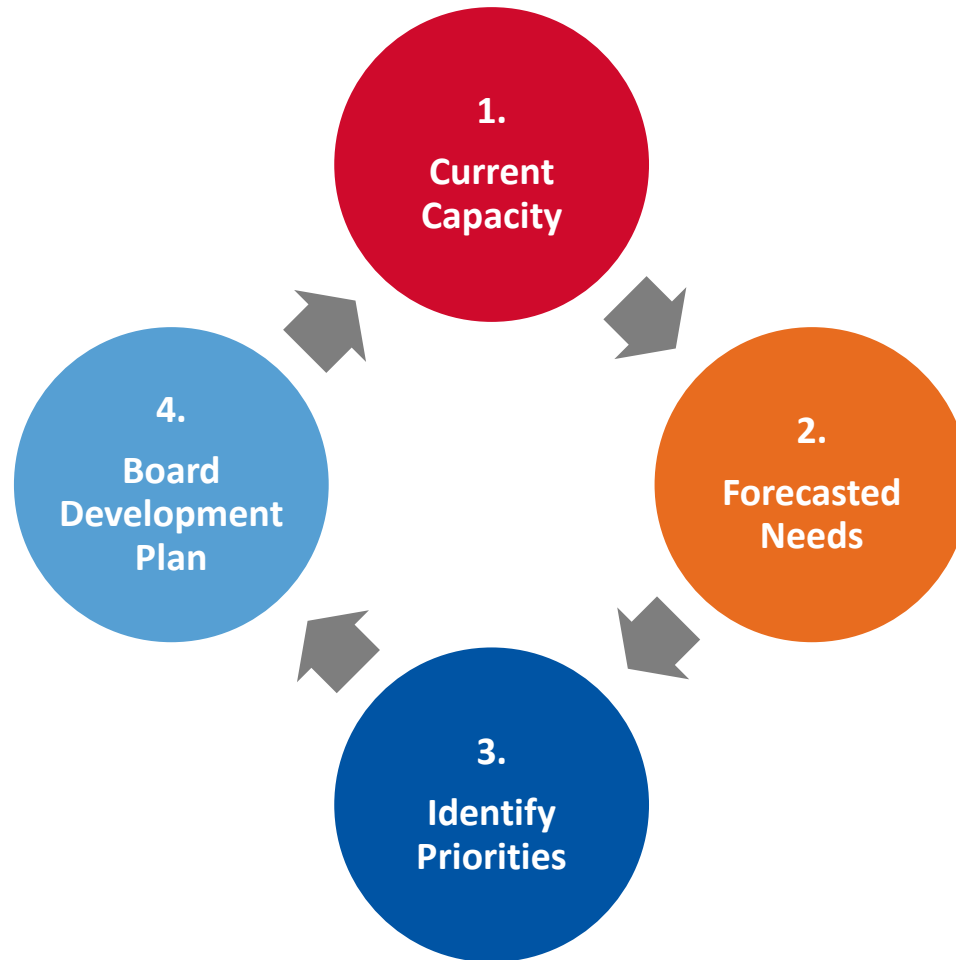 1.
Current
Capacity
2.
Forecasted
Needs
3.
Identify
Priorities
4.
Board
Development
Plan